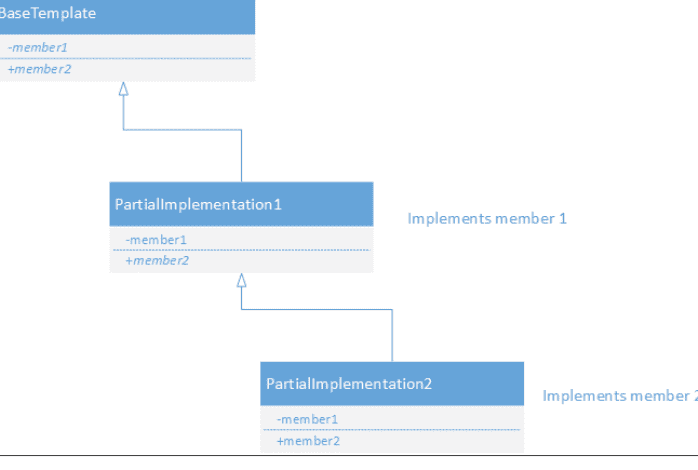 BaseTemplate
-member1
+member2
PartialImplementation1
Implements member 1
-member1
+member2
PartialImplementation2
Implements member 2
-member1
+member2